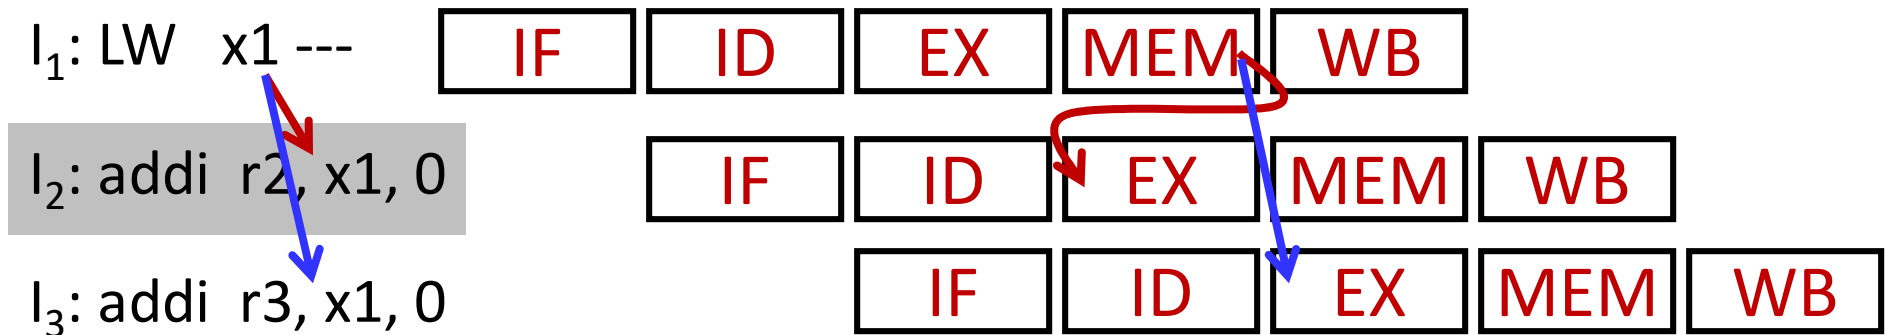 I₁: LW x1 --- IF ID EX MEM WB
I₂: addi r2, x1, 0 IF ID EX MEM WB
I₃: addi r3, x1, 0 IF ID EX MEM WB